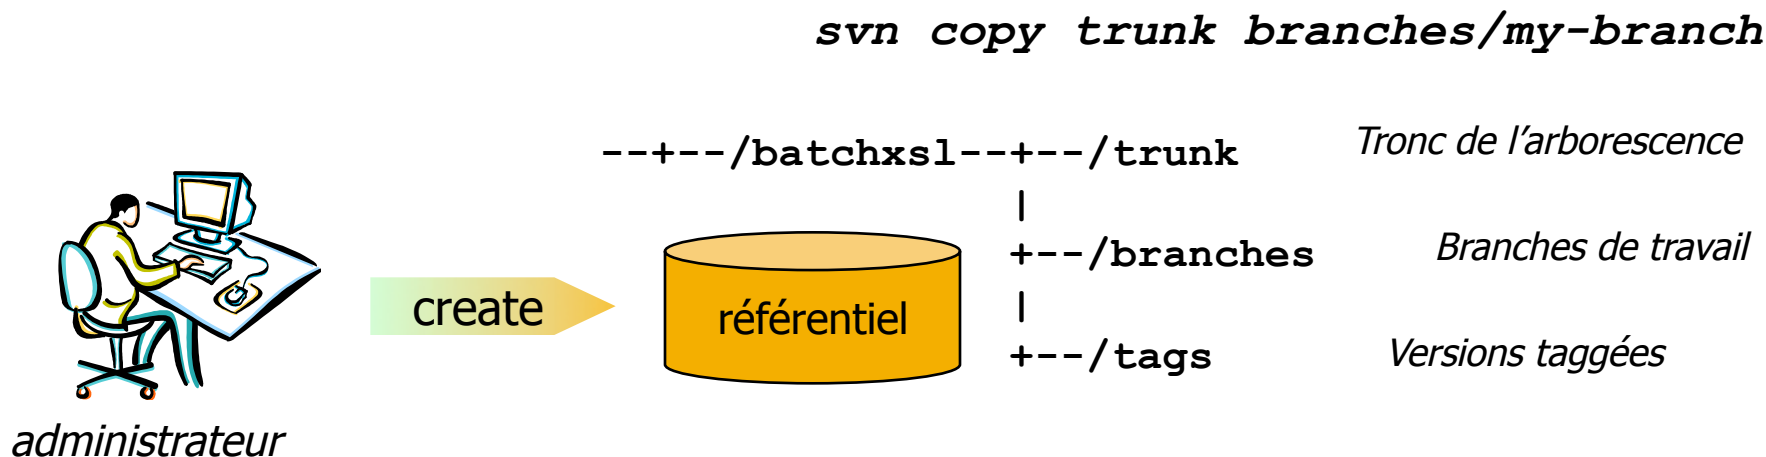 svn copy trunk branches/my-branch
--+--/batchxsl--+--/trunk Tronc de l’arborescence
|
+--/branches Branches de travail
|
+--/tags Versions taggées
create
référentiel
administrateur